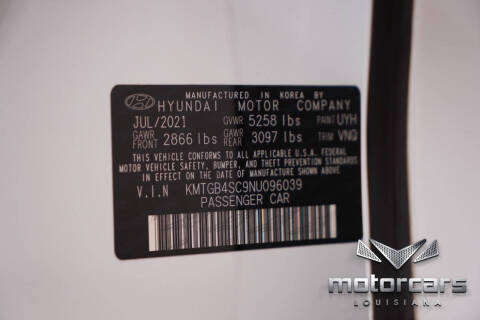 MANUFACTURED IN KOREA BY
HYUNDAI MOTOR COMPANY
JUL/2021 GVWR 5258 lbs PAINT UYH
GAWR FRONT 2866 lbs GAWR REAR 3097 lbs TRIM VNQ
THIS VEHICLE CONFORMS TO ALL APPLICABLE U.S.A. FEDERAL
MOTOR VEHICLE SAFETY, BUMPER, AND THEFT PREVENTION
STANDARDS IN EFFECT ON THE DATE OF MANUFACTURE SHOWN ABOVE.
V.I.N KMTGB4SC9NU096039
PASSENGER CAR
motorcars
LOUISIANA